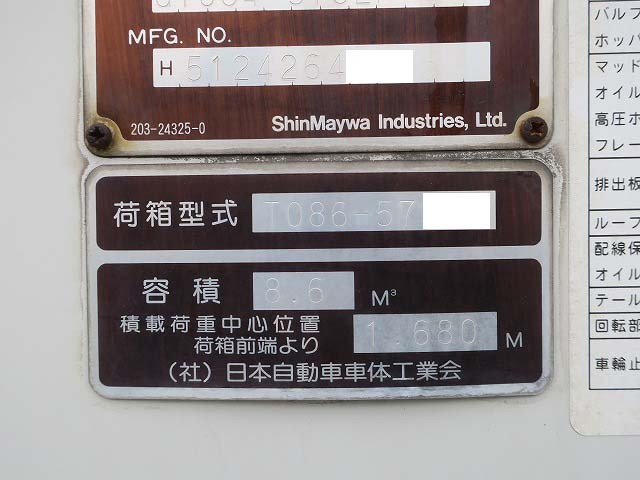 MFG. NO.
H 5124264
203-24325-0 ShinMaywa Industries, Ltd.
荷箱型式 T086-57
容積 8.6 M³
積載荷重中心位置
荷箱前端より 1.680 M
(社)日本自動車車体工業会
バルブ
ホッパ
マッド
オイル
高圧ホ
フレー
排出板
ループ
配線保
オイル
テール
回転部
車輪止